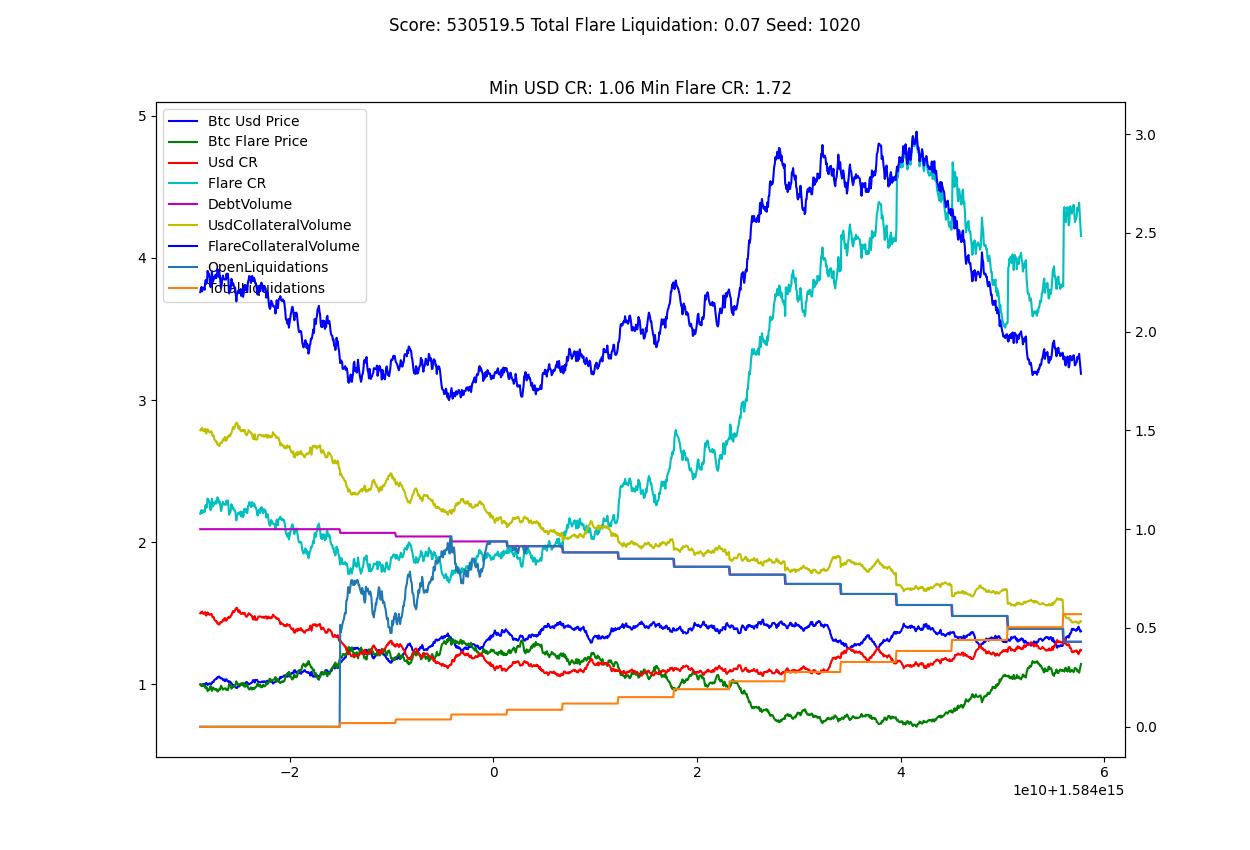 Score: 530519.5 Total Flare Liquidation: 0.07 Seed: 1020
Min USD CR: 1.06 Min Flare CR: 1.72
Btc Usd Price
Btc Flare Price
Usd CR
Flare CR
DebtVolume
UsdCollateralVolume
FlareCollateralVolume
OpenLiquidations
TotalLiquidations
5
4
3
2
1
3.0
2.5
2.0
1.5
1.0
0.5
0.0
−2 0 2 4 6
1e10+1.584e15